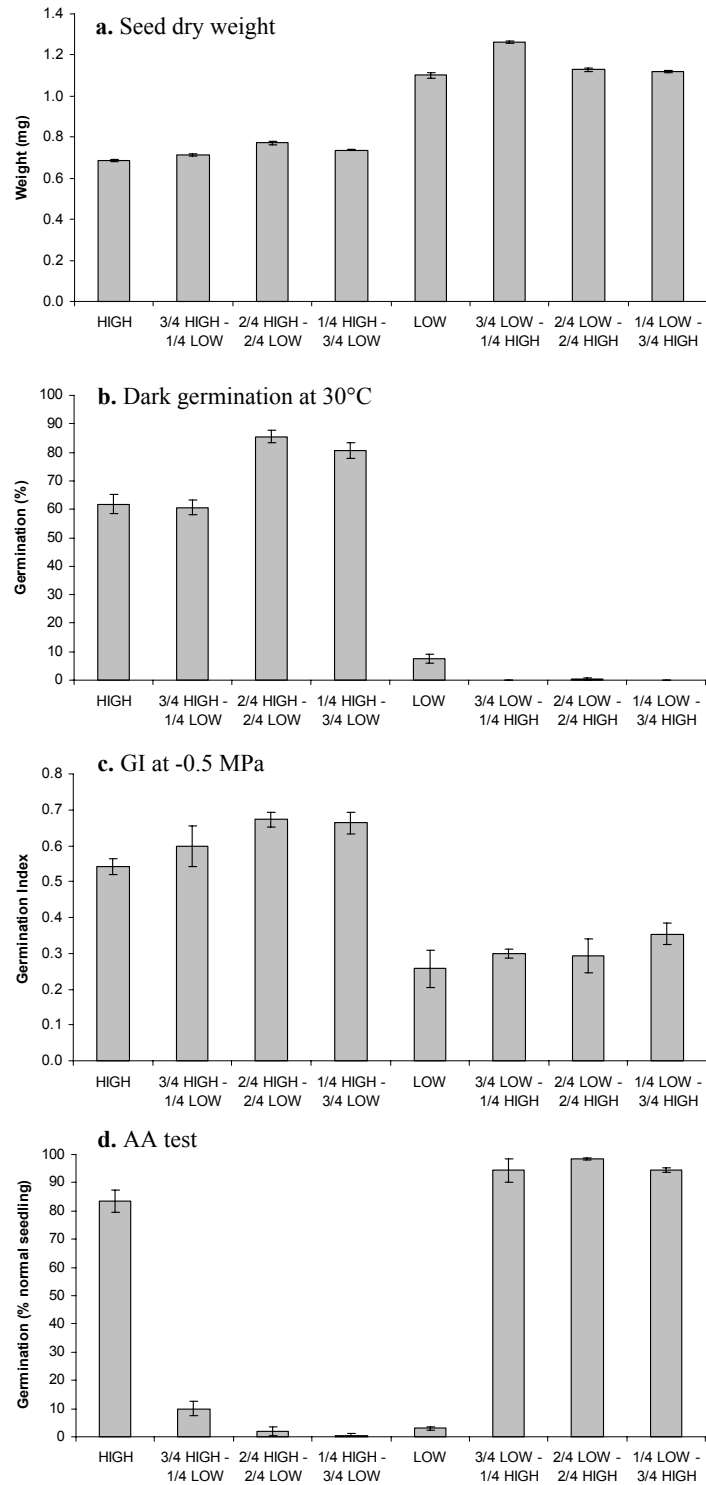 a. Seed dry weight
Weight (mg)
1.4
1.2
1.0
0.8
0.6
0.4
0.2
0.0
HIGH
3/4 HIGH -
1/4 LOW
2/4 HIGH -
2/4 LOW
1/4 HIGH -
3/4 LOW
LOW
3/4 LOW -
1/4 HIGH
2/4 LOW -
2/4 HIGH
1/4 LOW -
3/4 HIGH
b. Dark germination at 30°C
Germination (%)
100
90
80
70
60
50
40
30
20
10
0
HIGH
3/4 HIGH -
1/4 LOW
2/4 HIGH -
2/4 LOW
1/4 HIGH -
3/4 LOW
LOW
3/4 LOW -
1/4 HIGH
2/4 LOW -
2/4 HIGH
1/4 LOW -
3/4 HIGH
c. GI at -0.5 MPa
Germination Index
0.8
0.7
0.6
0.5
0.4
0.3
0.2
0.1
0.0
HIGH
3/4 HIGH -
1/4 LOW
2/4 HIGH -
2/4 LOW
1/4 HIGH -
3/4 LOW
LOW
3/4 LOW -
1/4 HIGH
2/4 LOW -
2/4 HIGH
1/4 LOW -
3/4 HIGH
d. AA test
Germination (% normal seedling)
100
90
80
70
60
50
40
30
20
10
0
HIGH
3/4 HIGH -
1/4 LOW
2/4 HIGH -
2/4 LOW
1/4 HIGH -
3/4 LOW
LOW
3/4 LOW -
1/4 HIGH
2/4 LOW -
2/4 HIGH
1/4 LOW -
3/4 HIGH